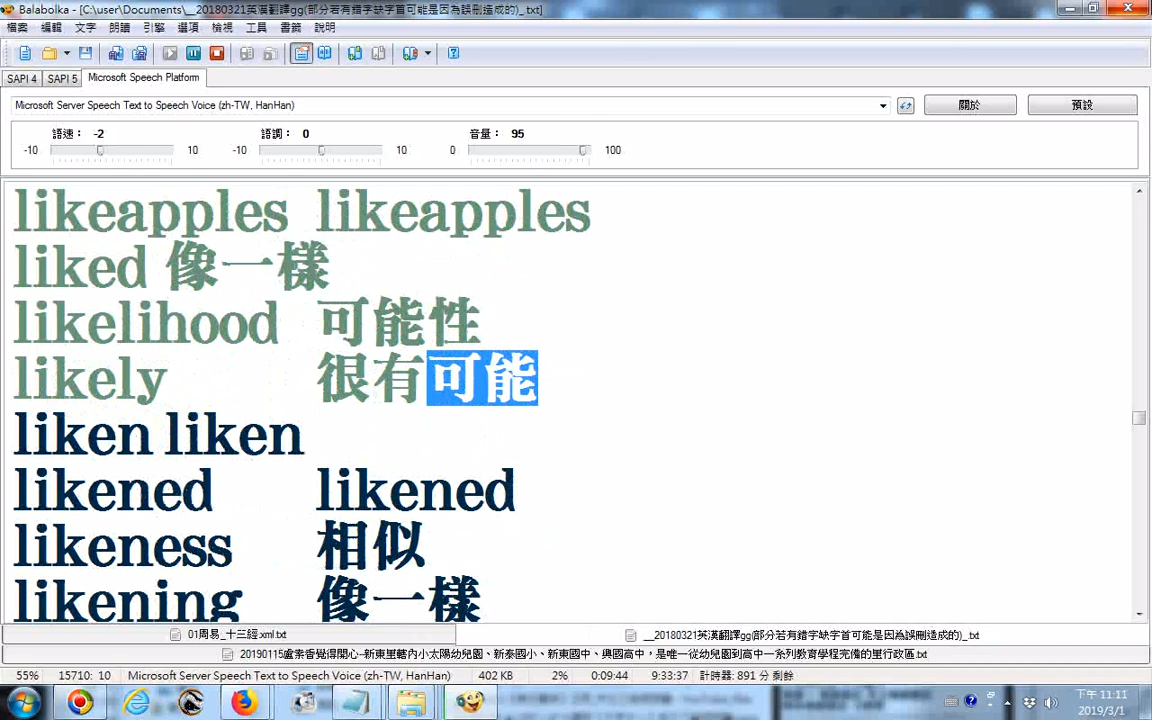 Balabolka - [C:\user\Documents\__20180321英漢翻譯gg(部分若有錯字缺字首可能是因為誤刪造成的)_.txt]
檔案 編輯 文字 朗讀 引擎 選項 檢視 工具 書籤 說明
SAPI 4 SAPI 5 Microsoft Speech Platform
Microsoft Server Speech Text to Speech Voice (zh-TW, HanHan) 關於 預設
語速： -2 語調： 0 音量： 95
-10 10 -10 10 0 100
likeapples likeapples
liked 像一樣
likelihood 可能性
likely 很有可能
liken liken
likened likened
likeness 相似
likening 像一樣
01周易_十三經.xml.txt __20180321英漢翻譯gg(部分若有錯字缺字首可能是因為誤刪造成的)_.txt
20190115盧素香覺得開心-新東里轄內小太陽幼兒園、新泰國小、新東國中、興國高中，是唯一從幼兒園到高中一系列教育學程完備的里行政區.txt
55% 15710: 10 Microsoft Server Speech Text to Speech Voice (zh-TW, HanHan) 402 KB 2% 0:09:44 9:33:37 計時器: 891 分 剩餘
下午 11:11
2019/3/1